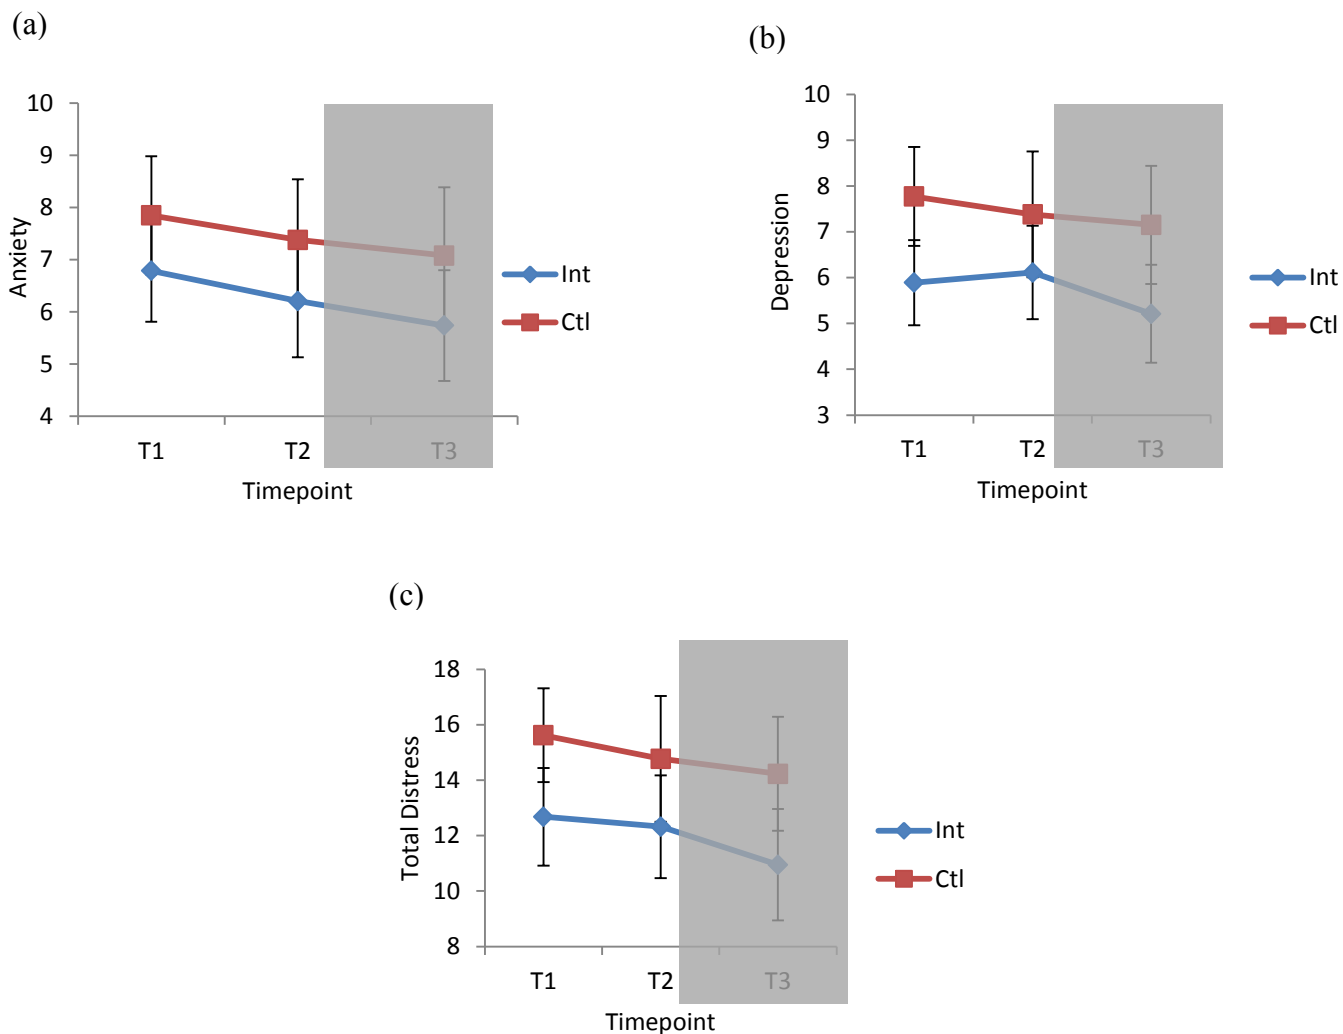 (a)
10
9
8
7
6
5
4
Anxiety
T1 T2 T3
Timepoint
Int
Ctl
(b)
10
9
8
7
6
5
4
3
Depression
T1 T2 T3
Timepoint
Int
Ctl
(c)
18
16
14
12
10
8
Total Distress
T1 T2 T3
Timepoint
Int
Ctl